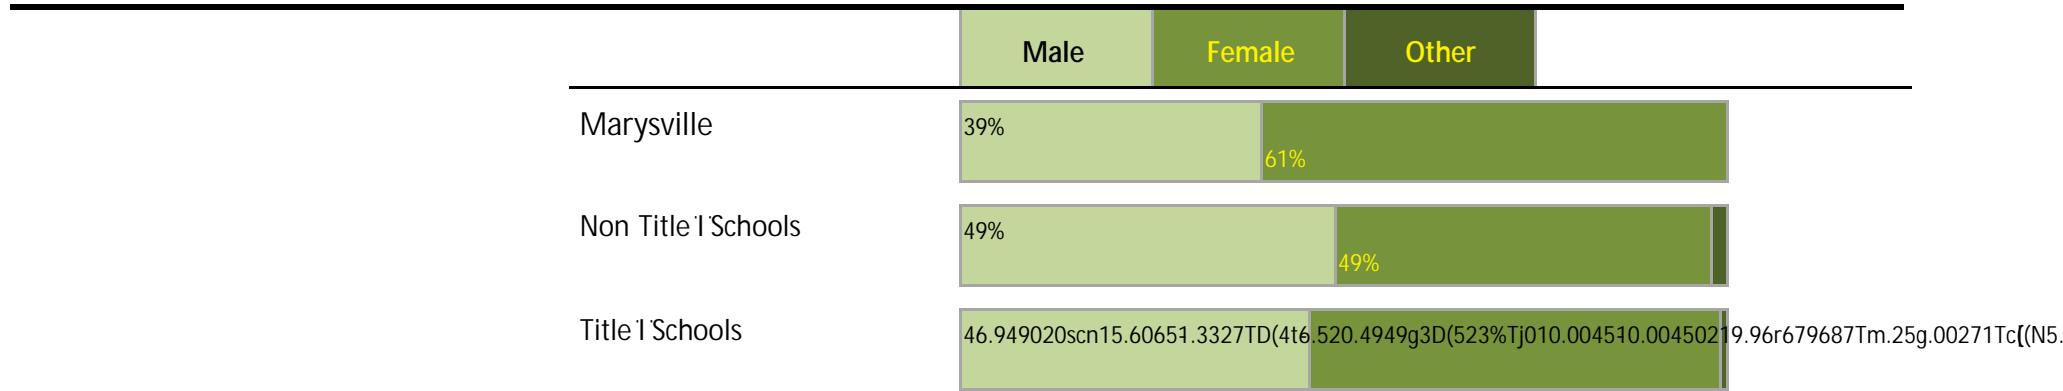 Male Female Other
Marysville 39%
61%
Non Title I Schools 49%
49%
Title I Schools 46.949020scn15.60651.3327TD(4t6.520.4949g3D(523%Tj010.004510.00450219.96r679687Tm.25g.00271Tc[((N5.